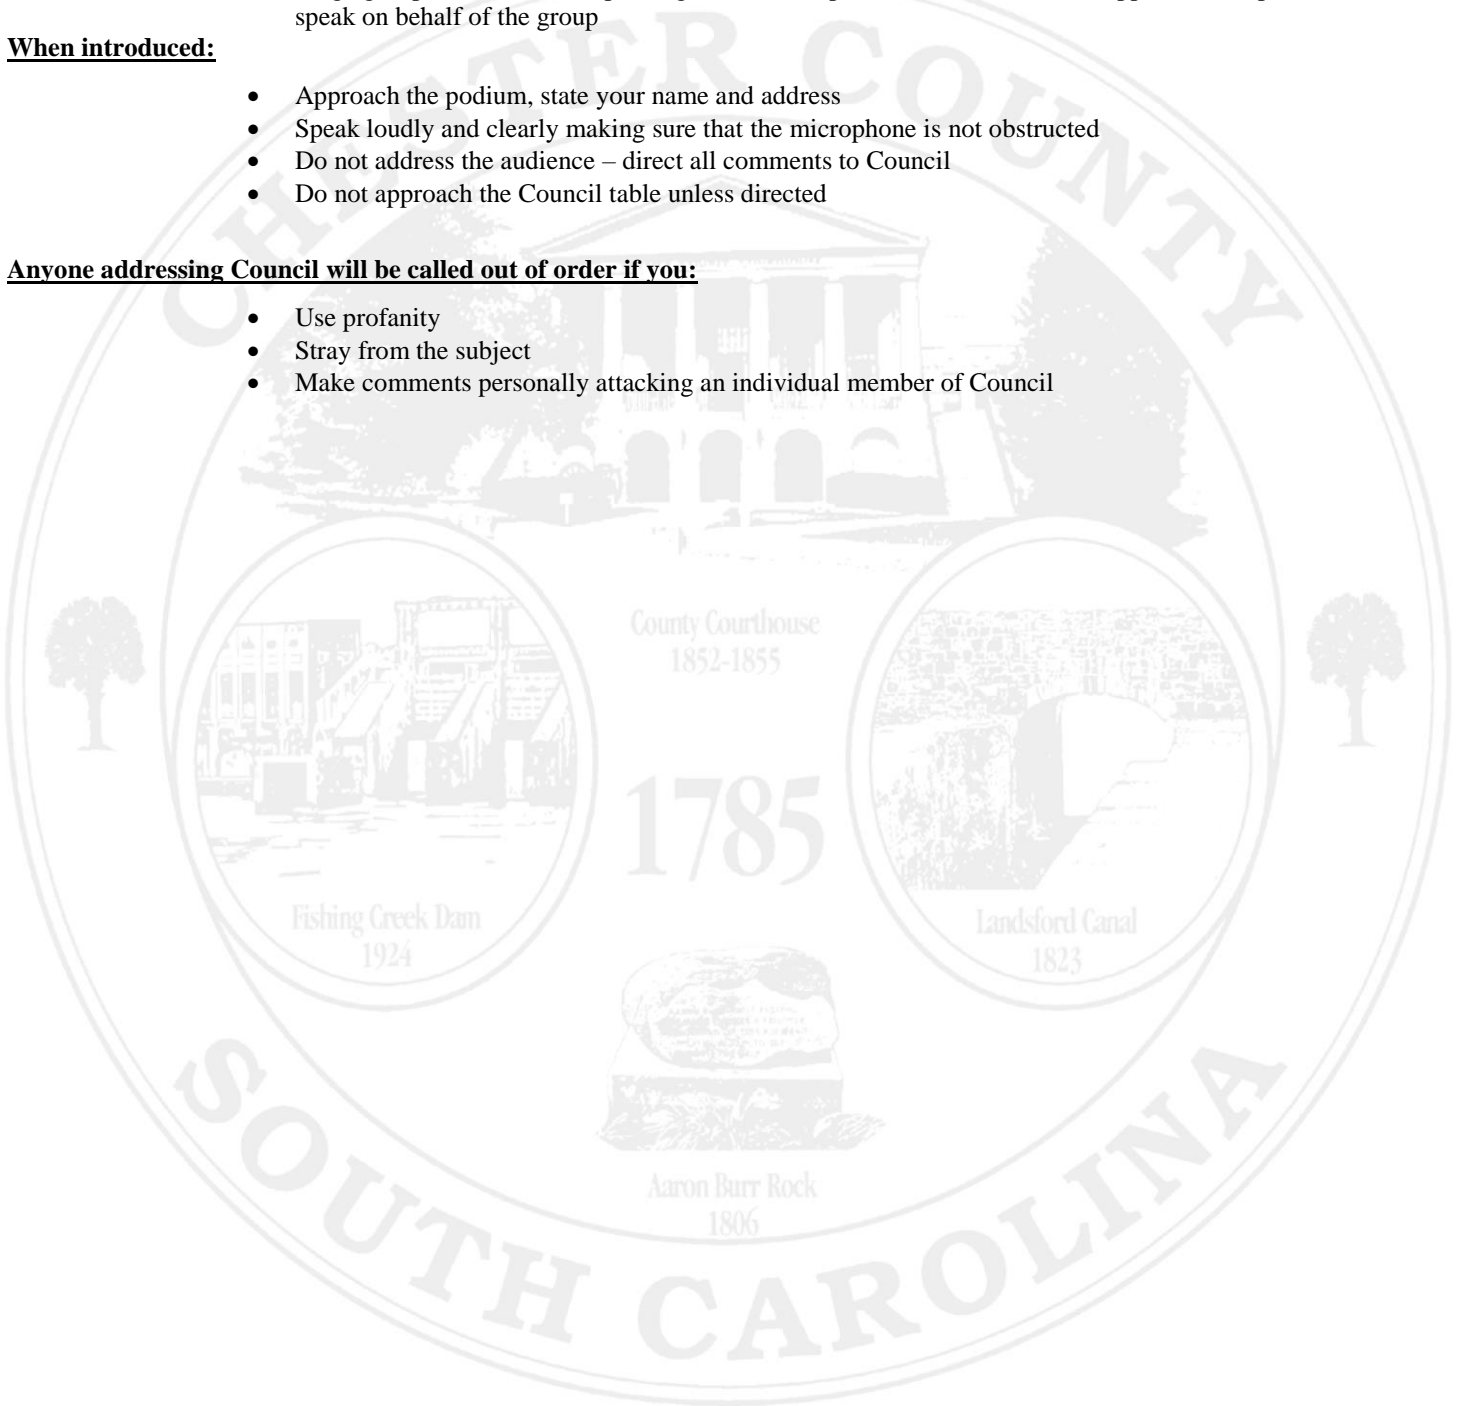 speak on behalf of the group
When introduced:
• Approach the podium, state your name and address
• Speak loudly and clearly making sure that the microphone is not obstructed
• Do not address the audience – direct all comments to Council
• Do not approach the Council table unless directed
Anyone addressing Council will be called out of order if you:
• Use profanity
• Stray from the subject
• Make comments personally attacking an individual member of Council
CHESTER COUNTY
County Courthouse
1852-1855
1785
Fishing Creek Dam
1924
Landsford Canal
1823
Aaron Burr Rock
1806
SOUTH CAROLINA